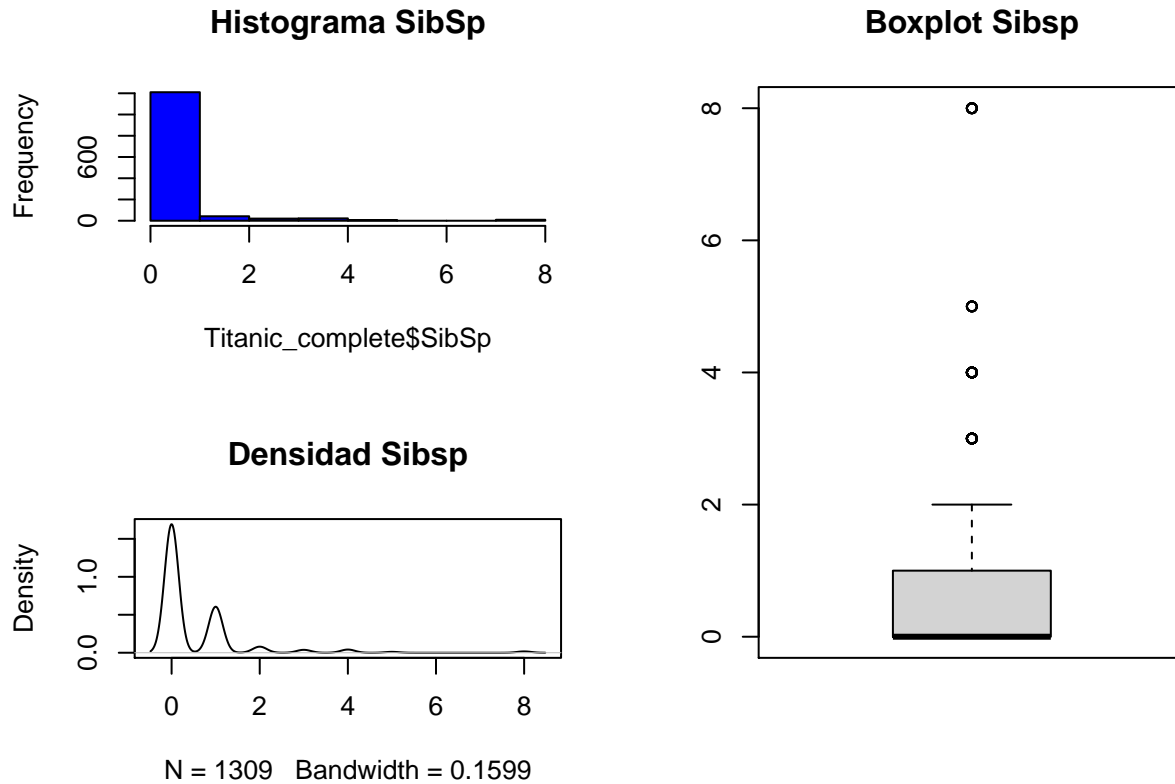 Histograma SibSp
Frequency
600
0
0 2 4 6 8
Titanic_complete$SibSp
Densidad Sibsp
Density
1.0
0.0
0 2 4 6 8
N = 1309 Bandwidth = 0.1599
Boxplot Sibsp
8
6
4
2
0